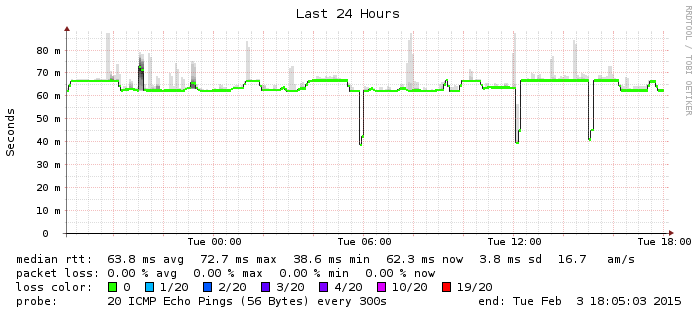 Last 24 Hours
RRDTOOL / TOBI OETIKER
Seconds
80 m
70 m
60 m
50 m
40 m
30 m
20 m
10 m
0
Tue 00:00 Tue 06:00 Tue 12:00 Tue 18:00
median rtt: 63.8 ms avg 72.7 ms max 38.6 ms min 62.3 ms now 3.8 ms sd 16.7 am/s
packet loss: 0.00 % avg 0.00 % max 0.00 % min 0.00 % now
loss color: 0 1/20 2/20 3/20 4/20 10/20 19/20
probe: 20 ICMP Echo Pings (56 Bytes) every 300s end: Tue Feb 3 18:05:03 2015